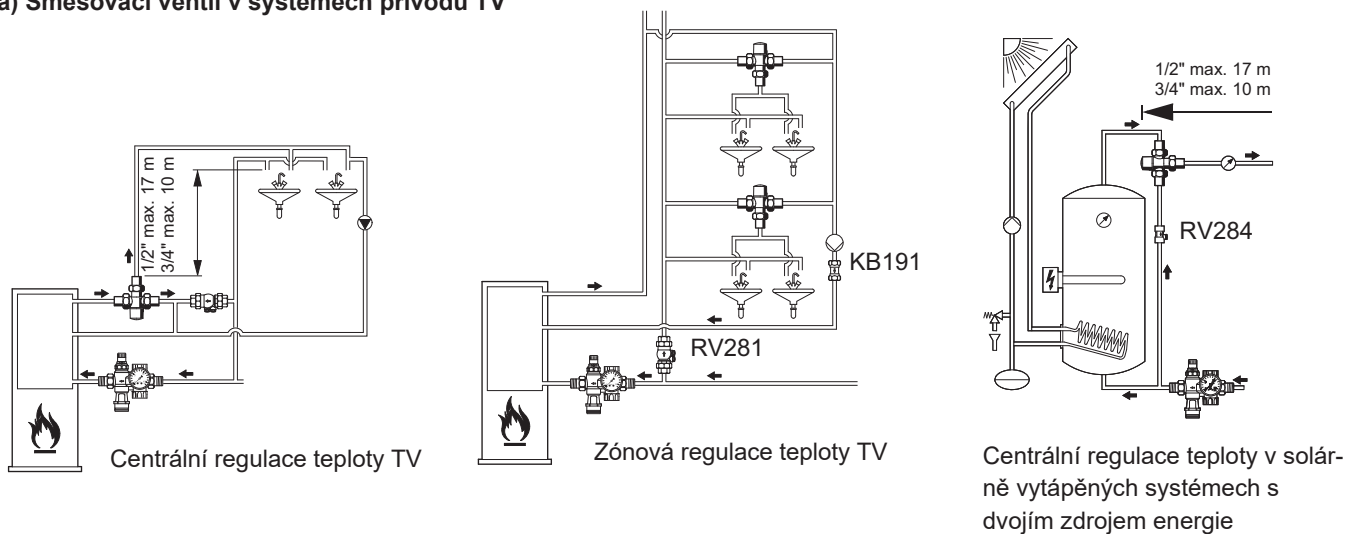 a) Směšovací ventil v systémech přívodu TV
1/2" max. 17 m
3/4" max. 10 m
Centrální regulace teploty TV
KB191
RV281
Zónová regulace teploty TV
1/2" max. 17 m
3/4" max. 10 m
RV284
Centrální regulace teploty v solár-
ně vytápěných systémech s
dvojím zdrojem energie